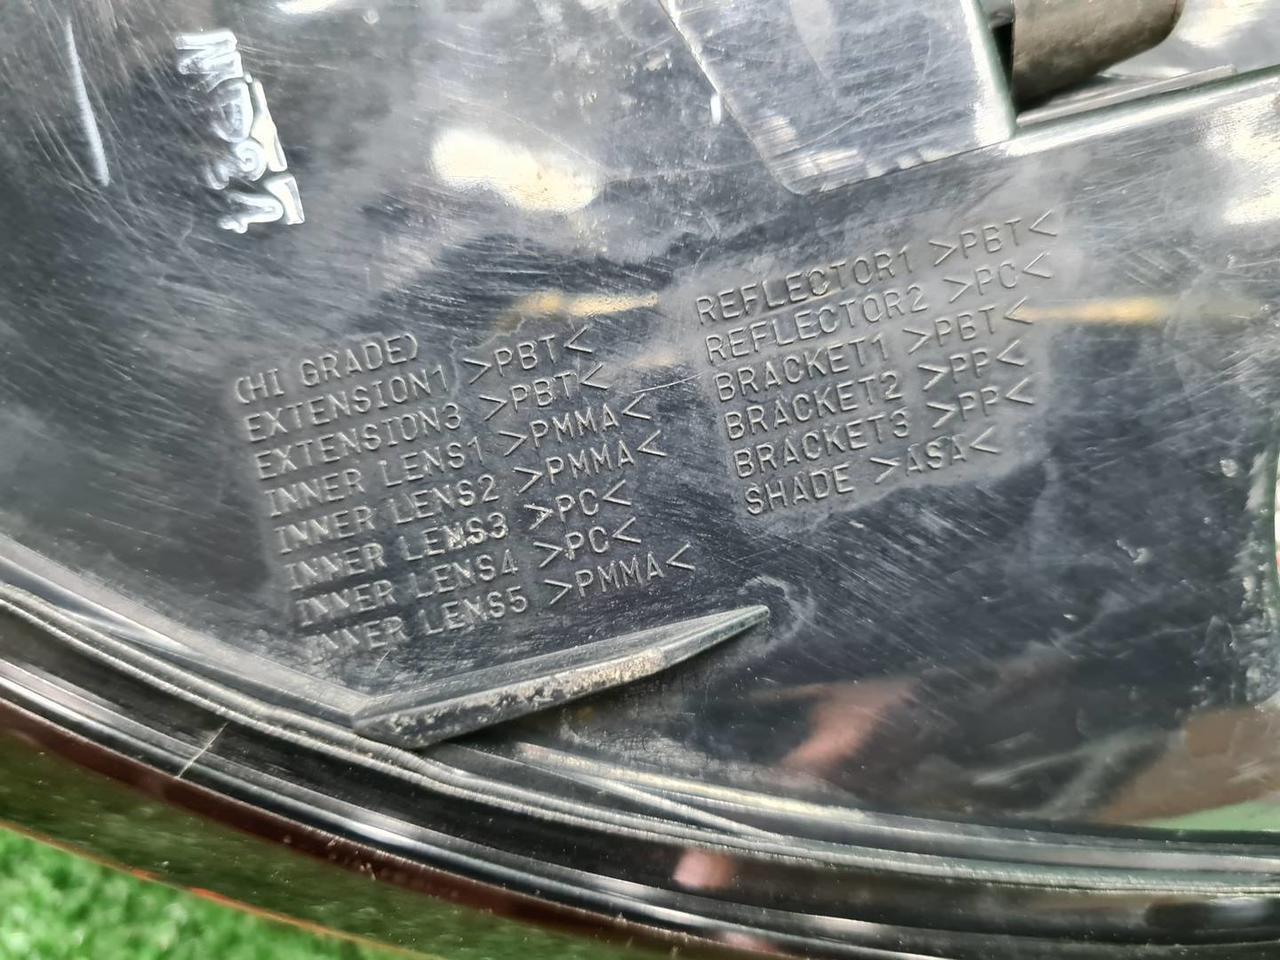 (HI GRADE)
EXTENSION1 >PBT<
EXTENSION3 >PBT<
INNER LENS1 >PMMA<
INNER LENS2 >PMMA<
INNER LENS3 >PC<
INNER LENS4 >PC<
INNER LENS5 >PMMA<
REFLECTOR1 >PBT<
REFLECTOR2 >PC<
BRACKET1 >PBT<
BRACKET2 >PP<
BRACKET3 >PP<
SHADE >ASA<